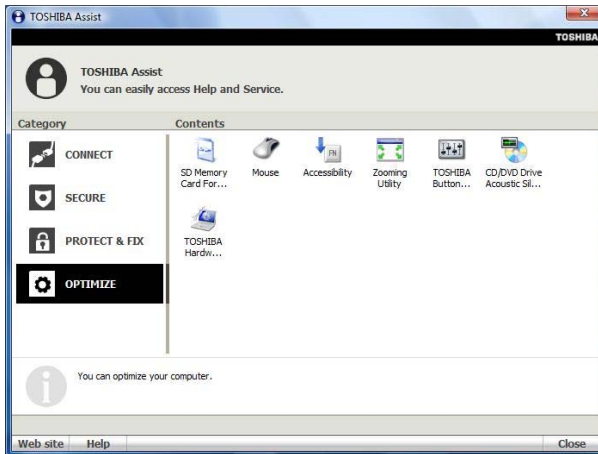 TOSHIBA Assist
TOSHIBA
TOSHIBA Assist
You can easily access Help and Service.
Category
Contents
CONNECT
SECURE
PROTECT & FIX
OPTIMIZE
SD Memory
Card For...
Mouse
Accessibility
Zooming
Utility
TOSHIBA
Button...
CD/DVD Drive
Acoustic Sil...
FN
TOSHIBA
Hardw...
You can optimize your computer.
Web site
Help
Close